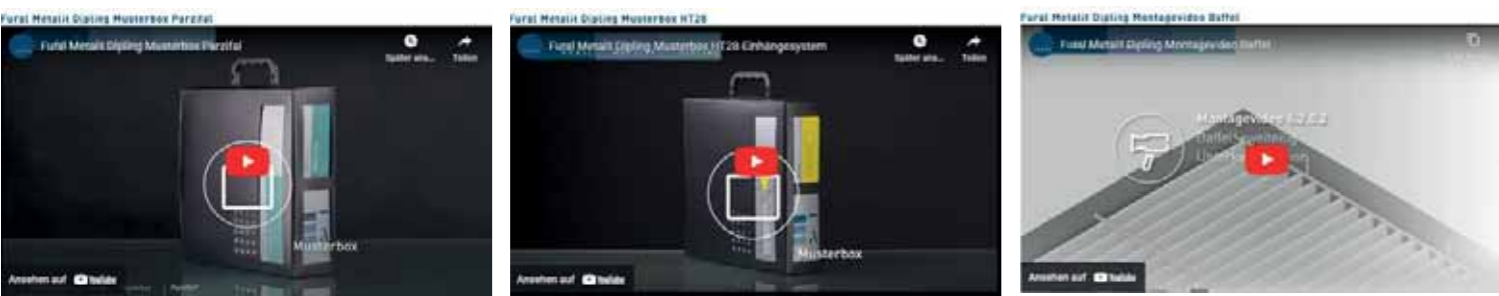 Fural Metalit Dipling Musterbox Parzifal
Fural Metalit Dipling Musterbox Parzifal
Später ans...
Teilen
Musterbox
Ansehen auf YouTube
Parzifal
Fural Metalit Dipling Musterbox HT28
Fural Metalit Dipling Musterbox HT28 Einhängesystem
Später ans...
Teilen
Musterbox
Ansehen auf YouTube
Fural Metalit Dipling Montagevideo Baffel
Fural Metalit Dipling Montagevideo Baffel
Montagevideo
Ansehen auf YouTube